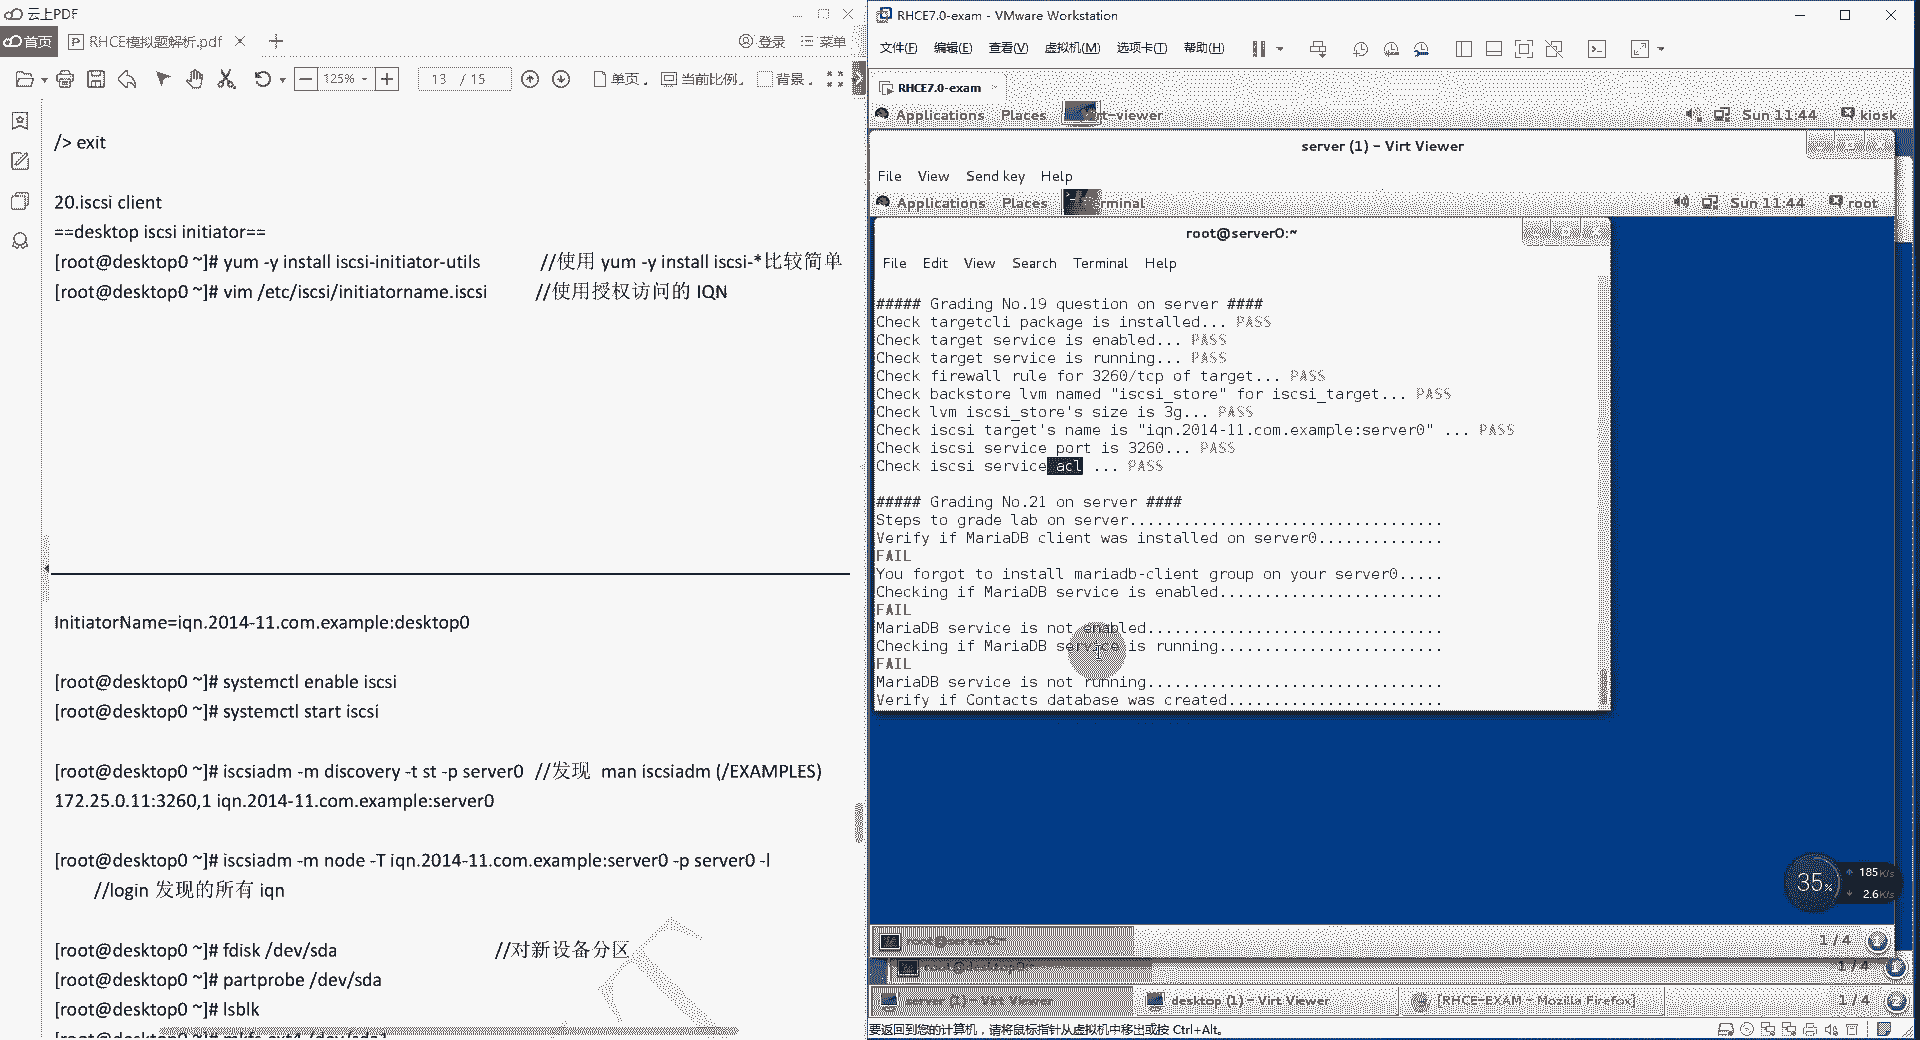 云上PDF
首页
RHCE模拟题解析.pdf
登录
菜单
125%
13 / 15
单页
当前比例
背景
/> exit
20.iscsi client
==desktop iscsi initiator==
[root@desktop0 ~]# yum -y install iscsi-initiator-utils //使用 yum -y install iscsi-*比较简单
[root@desktop0 ~]# vim /etc/iscsi/initiatorname.iscsi //使用授权访问的 IQN
InitiatorName=iqn.2014-11.com.example:desktop0
[root@desktop0 ~]# systemctl enable iscsi
[root@desktop0 ~]# systemctl start iscsi
[root@desktop0 ~]# iscsiadm -m discovery -t st -p server0 //发现 man iscsiadm (/EXAMPLES)
172.25.0.11:3260,1 iqn.2014-11.com.example:server0
[root@desktop0 ~]# iscsiadm -m node -T iqn.2014-11.com.example:server0 -p server0 -l
//login 发现的所有 iqn
[root@desktop0 ~]# fdisk /dev/sda //对新设备分区
[root@desktop0 ~]# partprobe /dev/sda
[root@desktop0 ~]# lsblk
RHCE7.0-exam - VMware Workstation
文件(F) 编辑(E) 查看(V) 虚拟机(M) 选项卡(T) 帮助(H)
RHCE7.0-exam
Applications Places virt-viewer Sun 11:44 kiosk
server (1) - Virt Viewer
File View Send key Help
Applications Places Terminal Sun 11:44 root
root@server0:~
File Edit View Search Terminal Help
##### Grading No.19 question on server ####
Check targetcli package is installed... PASS
Check target service is enabled... PASS
Check target service is running... PASS
Check firewall rule for 3260/tcp of target... PASS
Check backstore lvm named "iscsi_store" for iscsi_target... PASS
Check lvm iscsi_store's size is 3g... PASS
Check iscsi target's name is "iqn.2014-11.com.example:server0" ... PASS
Check iscsi service port is 3260... PASS
Check iscsi service acl ... PASS
##### Grading No.21 on server ####
Steps to grade lab on server...................................
Verify if MariaDB client was installed on server0..............
FAIL
You forgot to install mariadb-client group on your server0.....
Checking if MariaDB service is enabled.........................
FAIL
MariaDB service is not enabled.................................
Checking if MariaDB service is running.........................
FAIL
MariaDB service is not running.................................
Verify if Contacts database was created........................
35%
185K/s
2.6K/s
root@server0:~ 1 / 4
root@desktop0:~ 1 / 4
server (1) - Virt Viewer desktop (1) - Virt Viewer [RHCE-EXAM - Mozilla Firefox] 1 / 4
要返回到您的计算机，请将鼠标指针从虚拟机中移出或按 Ctrl+Alt。